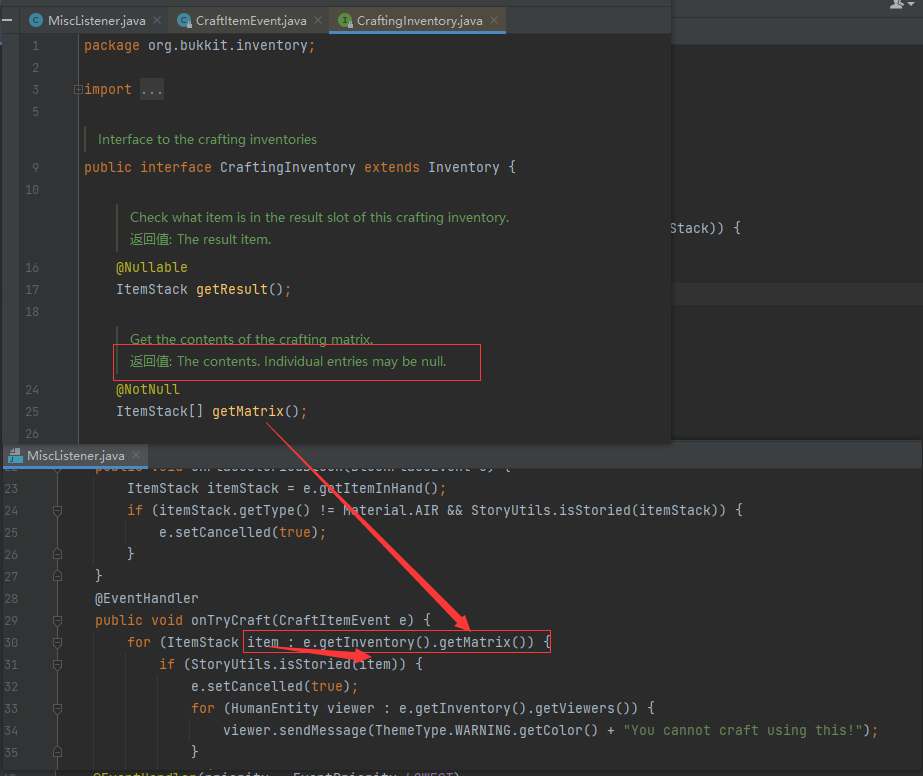 MiscListener.java CraftItemEvent.java CraftingInventory.java
1 package org.bukkit.inventory;
2
3 import ...
5
Interface to the crafting inventories
9 public interface CraftingInventory extends Inventory {
10
Check what item is in the result slot of this crafting inventory.
返回值: The result item.
Stack)) {
16 @Nullable
17 ItemStack getResult();
18
Get the contents of the crafting matrix.
返回值: The contents. Individual entries may be null.
24 @NotNull
25 ItemStack[] getMatrix();
26
MiscListener.java
23 ItemStack itemStack = e.getItemInHand();
24 if (itemStack.getType() != Material.AIR && StoryUtils.isStoried(itemStack)) {
25 e.setCancelled(true);
26 }
27 }
28 @EventHandler
29 public void onTryCraft(CraftItemEvent e) {
30 for (ItemStack item : e.getInventory().getMatrix()) {
31 if (StoryUtils.isStoried(item)) {
32 e.setCancelled(true);
33 for (HumanEntity viewer : e.getInventory().getViewers()) {
34 viewer.sendMessage(ThemeType.WARNING.getColor() + "You cannot craft using this!");
35 }